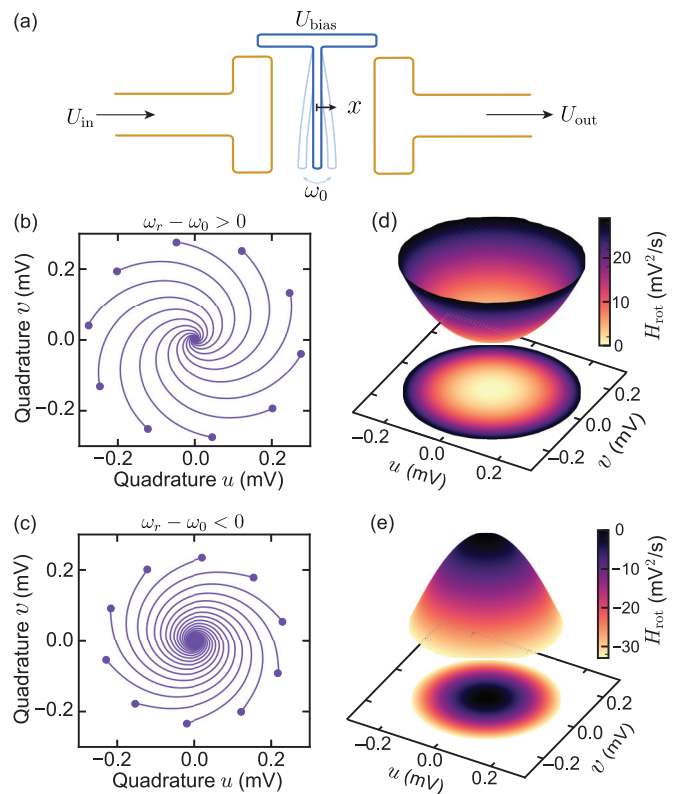 (a)
U_bias
U_in
x
U_out
ω_0
(b)
ω_r − ω_0 > 0
Quadrature v (mV)
0.2
0.0
−0.2
−0.2
0.0
0.2
Quadrature u (mV)
(d)
20
10
0
H_rot (mV²/s)
−0.2
0.0
0.2
u (mV)
−0.2
0.0
0.2
v (mV)
(c)
ω_r − ω_0 < 0
Quadrature v (mV)
0.2
0.0
−0.2
−0.2
0.0
0.2
Quadrature u (mV)
(e)
0
−10
−20
−30
H_rot (mV²/s)
−0.2
0.0
0.2
u (mV)
−0.2
0.0
0.2
v (mV)